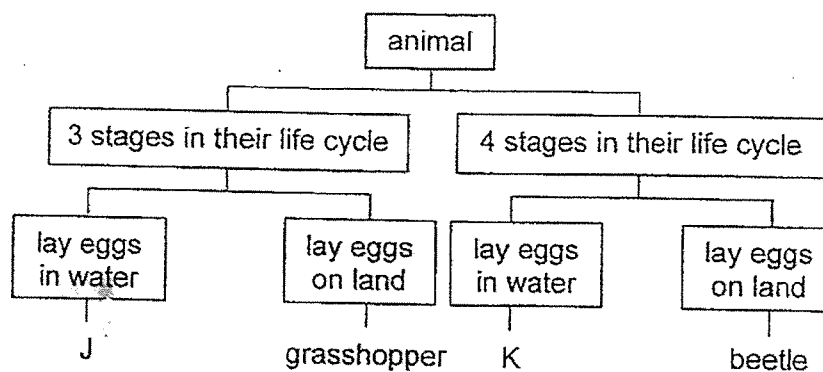 animal
3 stages in their life cycle
4 stages in their life cycle
lay eggs
in water
lay eggs
on land
lay eggs
in water
lay eggs
on land
J
grasshopper
K
beetle